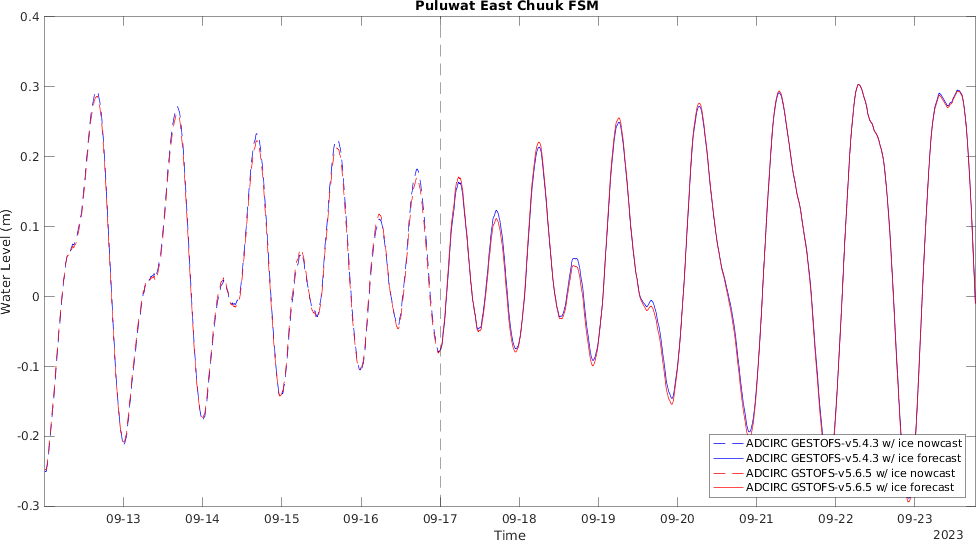 Puluwat East Chuuk FSM
0.4
0.3
0.2
0.1
0
-0.1
-0.2
-0.3
Water Level (m)
ADCIRC GESTOFS-v5.4.3 w/ ice nowcast
ADCIRC GESTOFS-v5.4.3 w/ ice forecast
ADCIRC GSTOFS-v5.6.5 w/ ice nowcast
ADCIRC GSTOFS-v5.6.5 w/ ice forecast
09-13 09-14 09-15 09-16 09-17 09-18 09-19 09-20 09-21 09-22 09-23
Time
2023